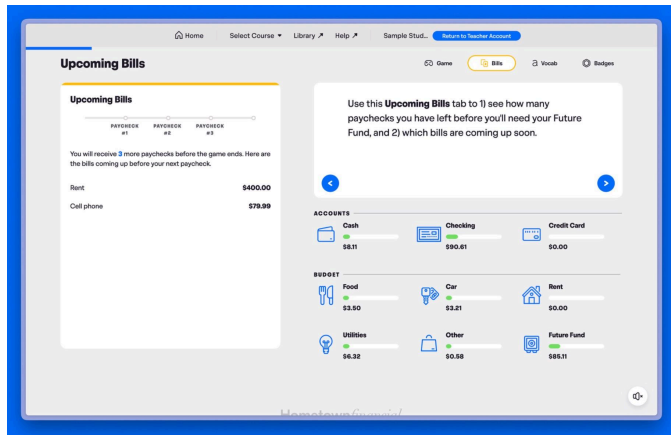 Home Select Course Library Help Sample Stud... Return to Teacher Account
Upcoming Bills
Game Bills Vocab Badges
Upcoming Bills
PAYCHECK #1 PAYCHECK #2 PAYCHECK #3
You will receive 3 more paychecks before the game ends. Here are
the bills coming up before your next paycheck.
Rent $400.00
Cell phone $79.99
Use this Upcoming Bills tab to 1) see how many
paychecks you have left before you'll need your Future
Fund, and 2) which bills are coming up soon.
ACCOUNTS
Cash
$8.11
Checking
$90.61
Credit Card
$0.00
BUDGET
Food
$3.50
Car
$3.21
Rent
$0.00
Utilities
$6.32
Other
$0.58
Future Fund
$85.11
Hometown financial